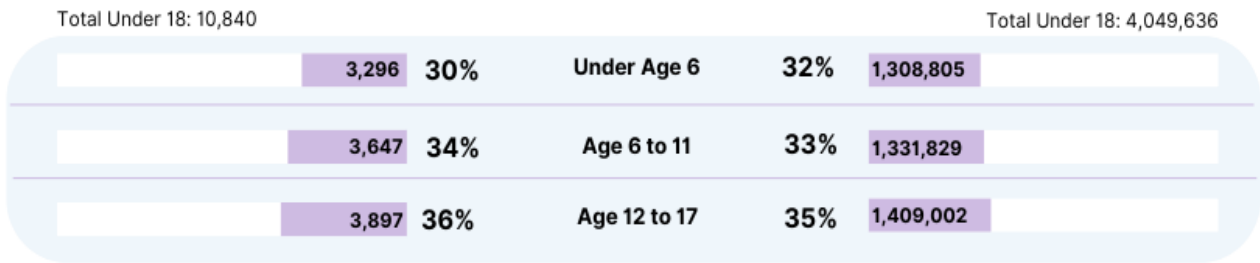 Total Under 18: 10,840
Total Under 18: 4,049,636
3,296 30% Under Age 6 32% 1,308,805
3,647 34% Age 6 to 11 33% 1,331,829
3,897 36% Age 12 to 17 35% 1,409,002